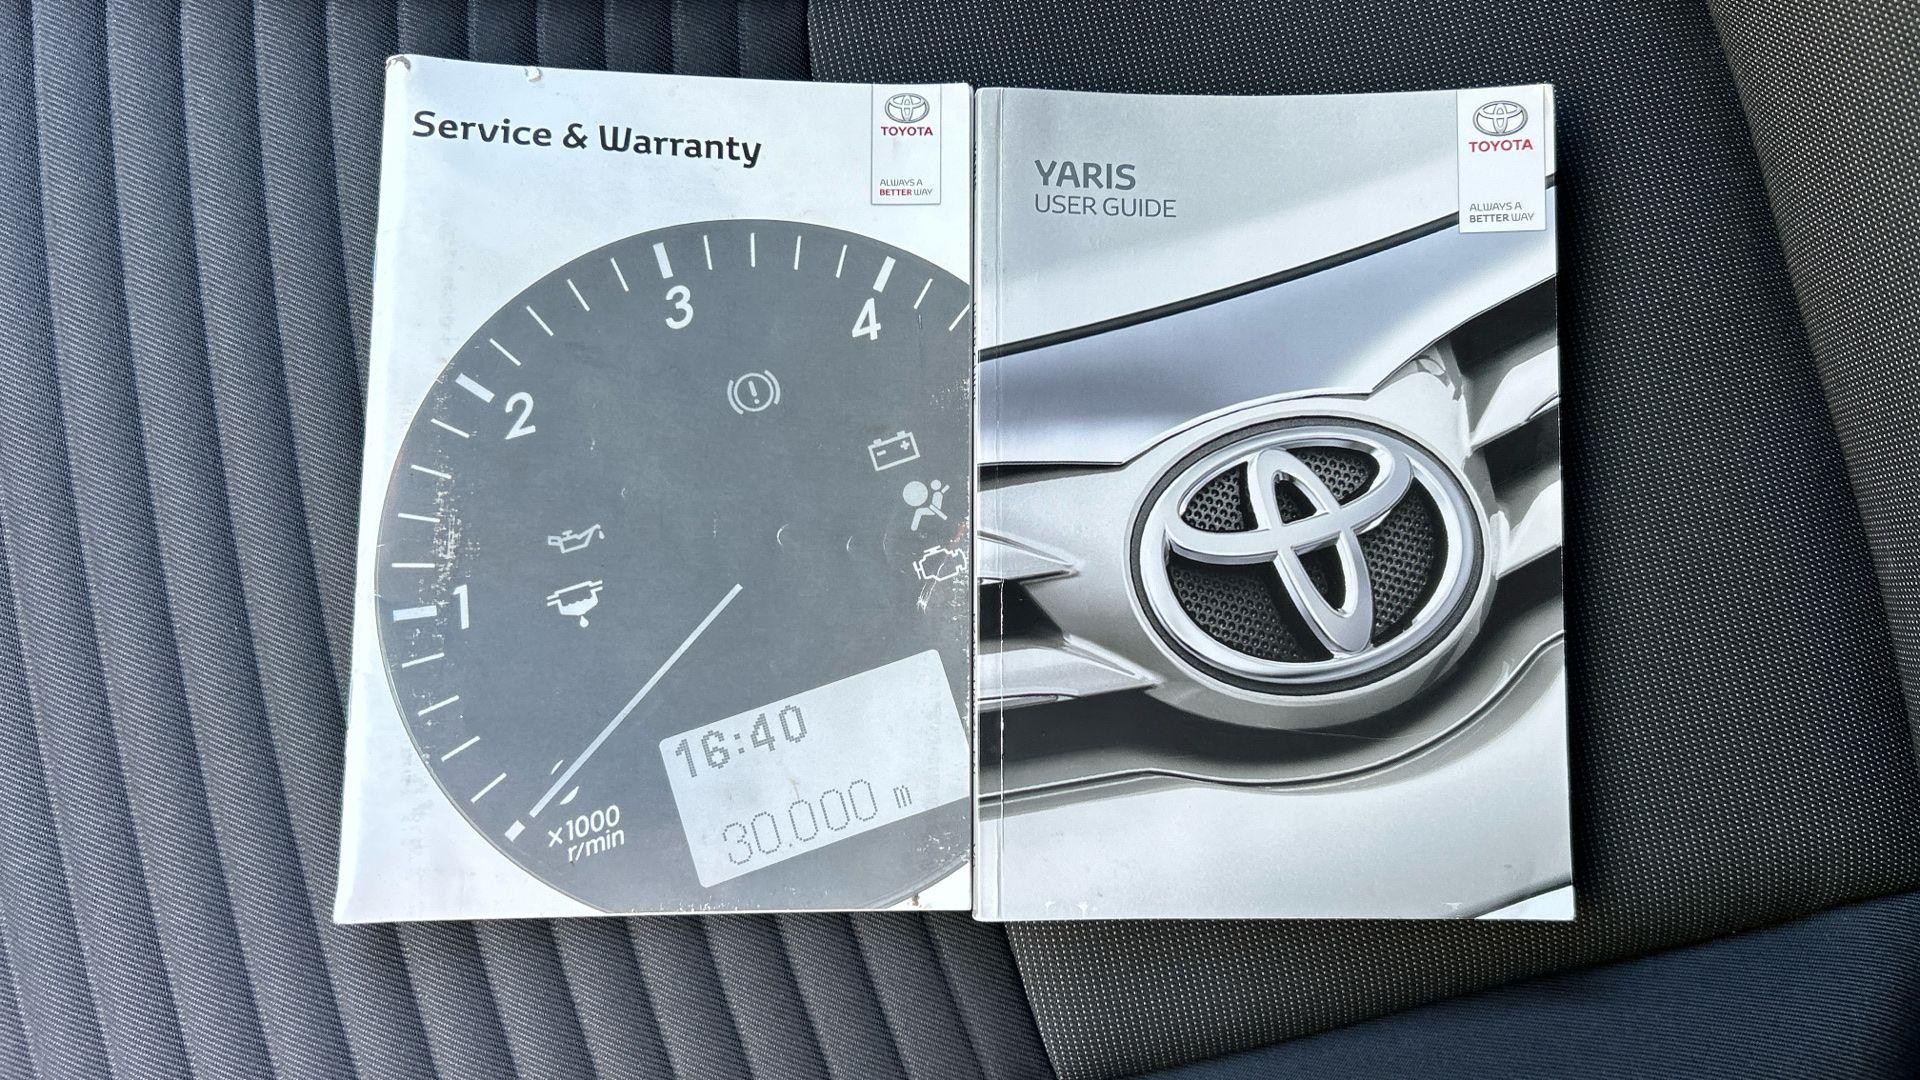 Service & Warranty
TOYOTA
ALWAYS A
BETTER WAY
3
4
2
1
16:40
30.000 m
x1000
r/min
YARIS
USER GUIDE
TOYOTA
ALWAYS A
BETTER WAY